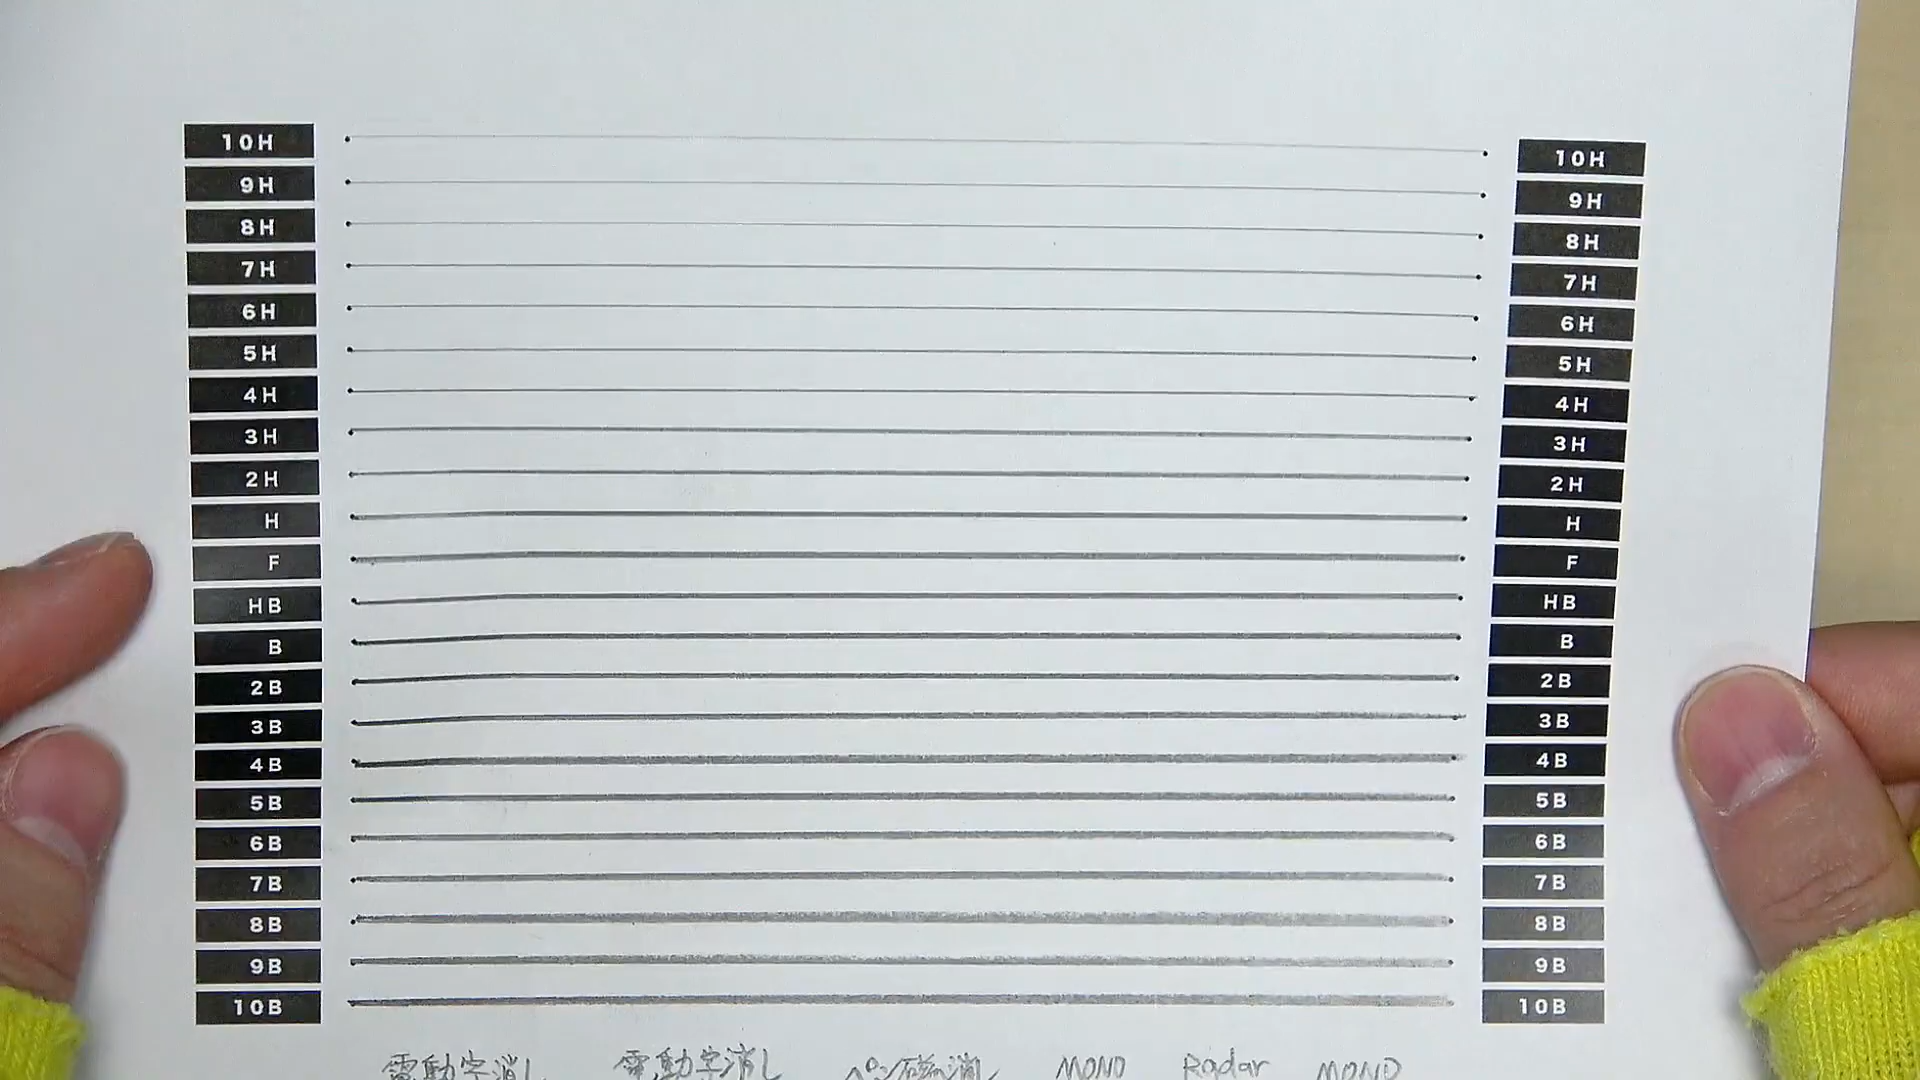 10H 10H
9H 9H
8H 8H
7H 7H
6H 6H
5H 5H
4H 4H
3H 3H
2H 2H
H H
F F
HB HB
B B
2B 2B
3B 3B
4B 4B
5B 5B
6B 6B
7B 7B
8B 8B
9B 9B
10B 10B
電動字消し 電動字消し MONO Radar MONO